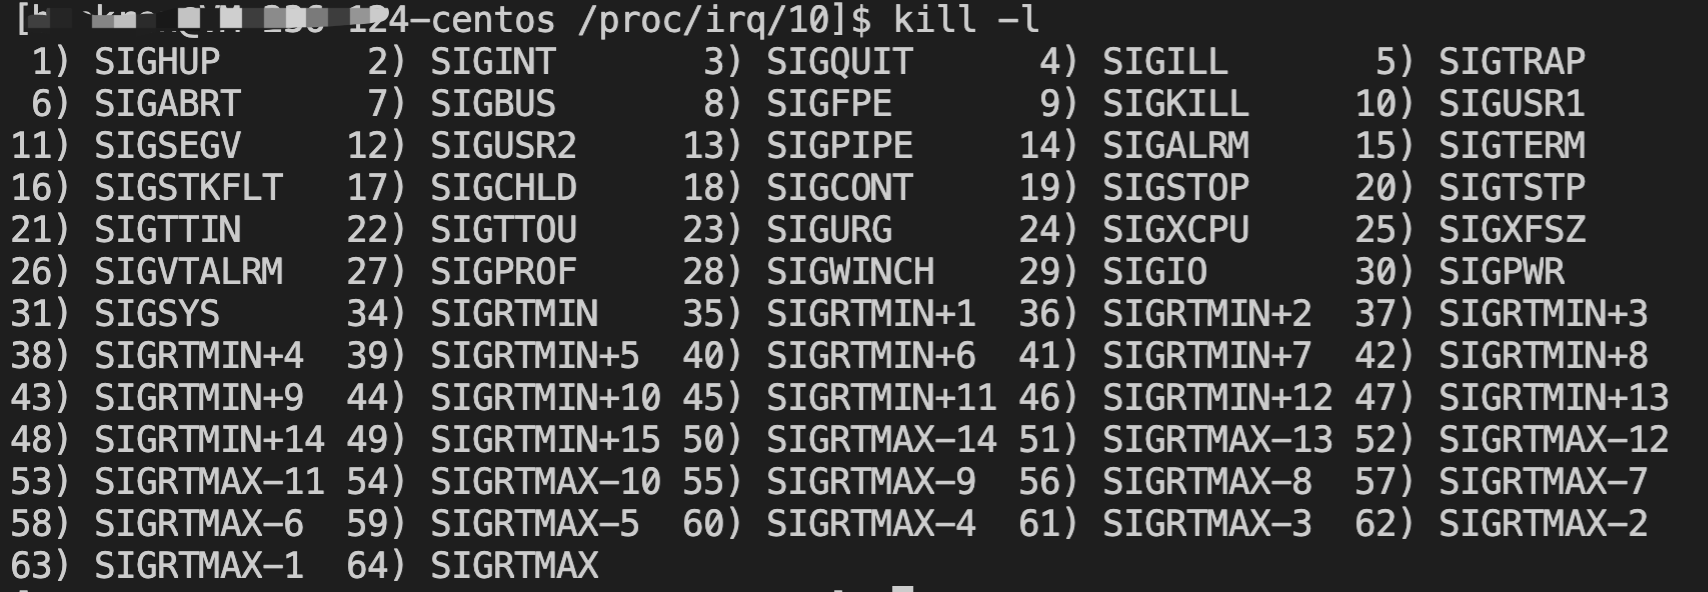 124-centos /proc/irq/10]$ kill -l
1) SIGHUP 2) SIGINT 3) SIGQUIT 4) SIGILL 5) SIGTRAP
6) SIGABRT 7) SIGBUS 8) SIGFPE 9) SIGKILL 10) SIGUSR1
11) SIGSEGV 12) SIGUSR2 13) SIGPIPE 14) SIGALRM 15) SIGTERM
16) SIGSTKFLT 17) SIGCHLD 18) SIGCONT 19) SIGSTOP 20) SIGTSTP
21) SIGTTIN 22) SIGTTOU 23) SIGURG 24) SIGXCPU 25) SIGXFSZ
26) SIGVTALRM 27) SIGPROF 28) SIGWINCH 29) SIGIO 30) SIGPWR
31) SIGSYS 34) SIGRTMIN 35) SIGRTMIN+1 36) SIGRTMIN+2 37) SIGRTMIN+3
38) SIGRTMIN+4 39) SIGRTMIN+5 40) SIGRTMIN+6 41) SIGRTMIN+7 42) SIGRTMIN+8
43) SIGRTMIN+9 44) SIGRTMIN+10 45) SIGRTMIN+11 46) SIGRTMIN+12 47) SIGRTMIN+13
48) SIGRTMIN+14 49) SIGRTMIN+15 50) SIGRTMAX-14 51) SIGRTMAX-13 52) SIGRTMAX-12
53) SIGRTMAX-11 54) SIGRTMAX-10 55) SIGRTMAX-9 56) SIGRTMAX-8 57) SIGRTMAX-7
58) SIGRTMAX-6 59) SIGRTMAX-5 60) SIGRTMAX-4 61) SIGRTMAX-3 62) SIGRTMAX-2
63) SIGRTMAX-1 64) SIGRTMAX